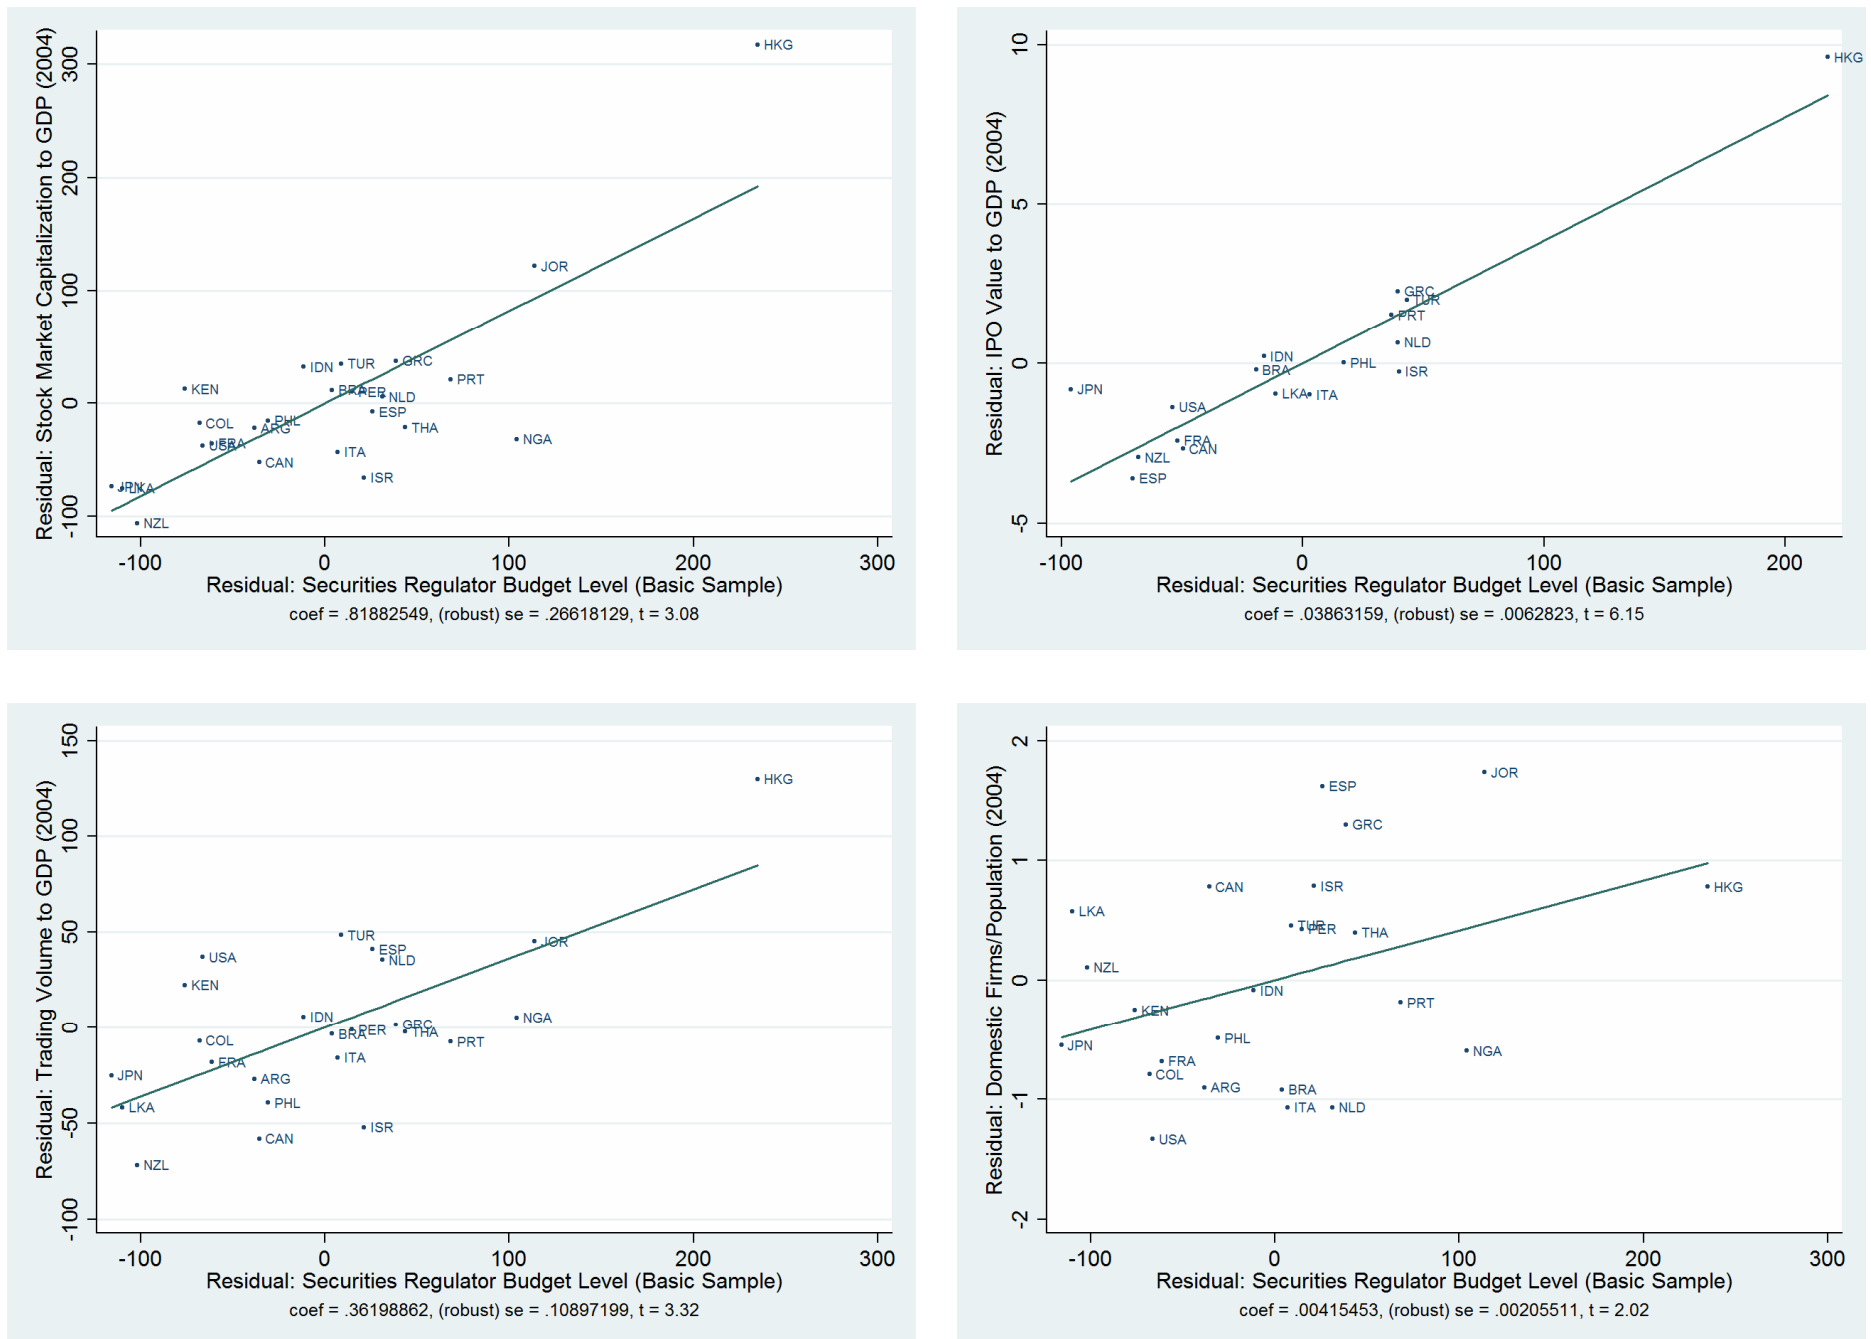 Residual: Stock Market Capitalization to GDP (2004)
300
200
100
0
-100
HKG
JOR
IDN
TUR
GRC
PRT
KEN
BRA
PER
NLD
ESP
COL
PHL
ARG
THA
NGA
USA
FRA
ITA
CAN
ISR
JPN
LKA
NZL
-100 0 100 200 300
Residual: Securities Regulator Budget Level (Basic Sample)
coef = .81882549, (robust) se = .26618129, t = 3.08
Residual: IPO Value to GDP (2004)
10
5
0
-5
HKG
GRC
TUR
PRT
NLD
IDN
PHL
BRA
ISR
JPN
LKA
ITA
USA
FRA
CAN
NZL
ESP
-100 0 100 200
Residual: Securities Regulator Budget Level (Basic Sample)
coef = .03863159, (robust) se = .0062823, t = 6.15
Residual: Trading Volume to GDP (2004)
150
100
50
0
-50
-100
HKG
TUR
JOR
ESP
NLD
USA
KEN
IDN
NGA
GRC
THA
PER
BRA
COL
PRT
ITA
FRA
JPN
ARG
PHL
LKA
ISR
CAN
NZL
-100 0 100 200 300
Residual: Securities Regulator Budget Level (Basic Sample)
coef = .36198862, (robust) se = .10897199, t = 3.32
Residual: Domestic Firms/Population (2004)
2
1
0
-1
-2
JOR
ESP
GRC
CAN
ISR
HKG
LKA
TUR
PER
THA
NZL
IDN
PRT
KEN
PHL
JPN
NGA
FRA
COL
ARG
BRA
ITA
NLD
USA
-100 0 100 200 300
Residual: Securities Regulator Budget Level (Basic Sample)
coef = .00415453, (robust) se = .00205511, t = 2.02